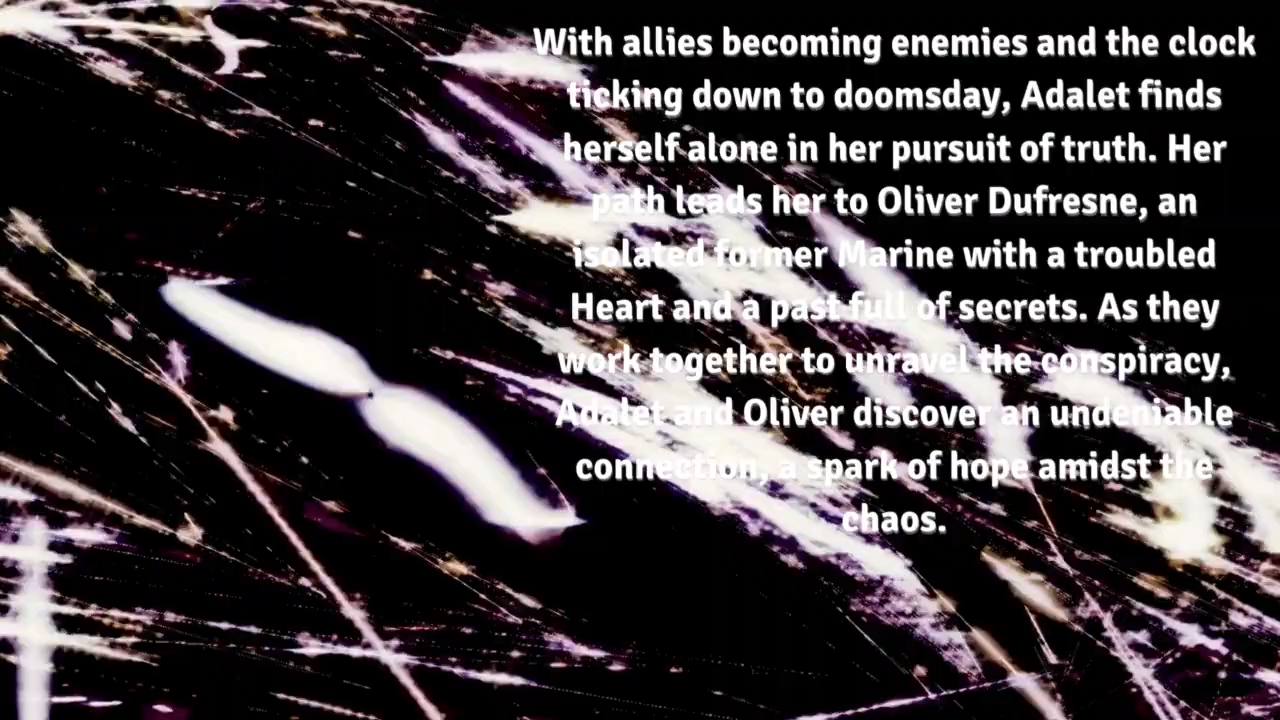 With allies becoming enemies and the clock
ticking down to doomsday, Adalet finds
herself alone in her pursuit of truth. Her
path leads her to Oliver Dufresne, an
isolated former Marine with a troubled
Heart and a past full of secrets. As they
work together to unravel the conspiracy,
Adalet and Oliver discover an undeniable
connection, a spark of hope amidst the
chaos.